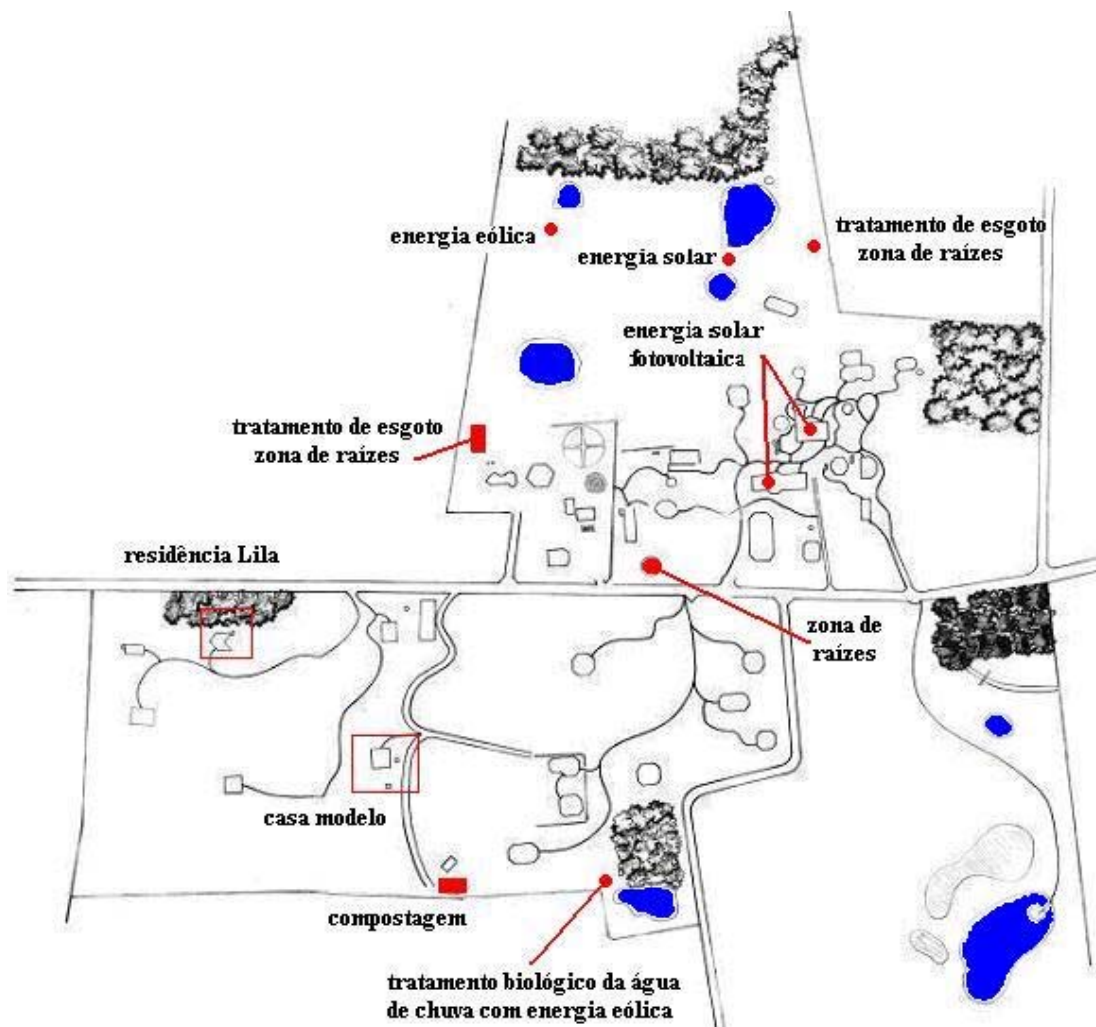 energia eólica
energia solar
tratamento de esgoto
zona de raízes
energia solar
fotovoltaica
tratamento de esgoto
zona de raízes
residência Lila
zona de
raízes
casa modelo
compostagem
tratamento biológico da água
de chuva com energia eólica